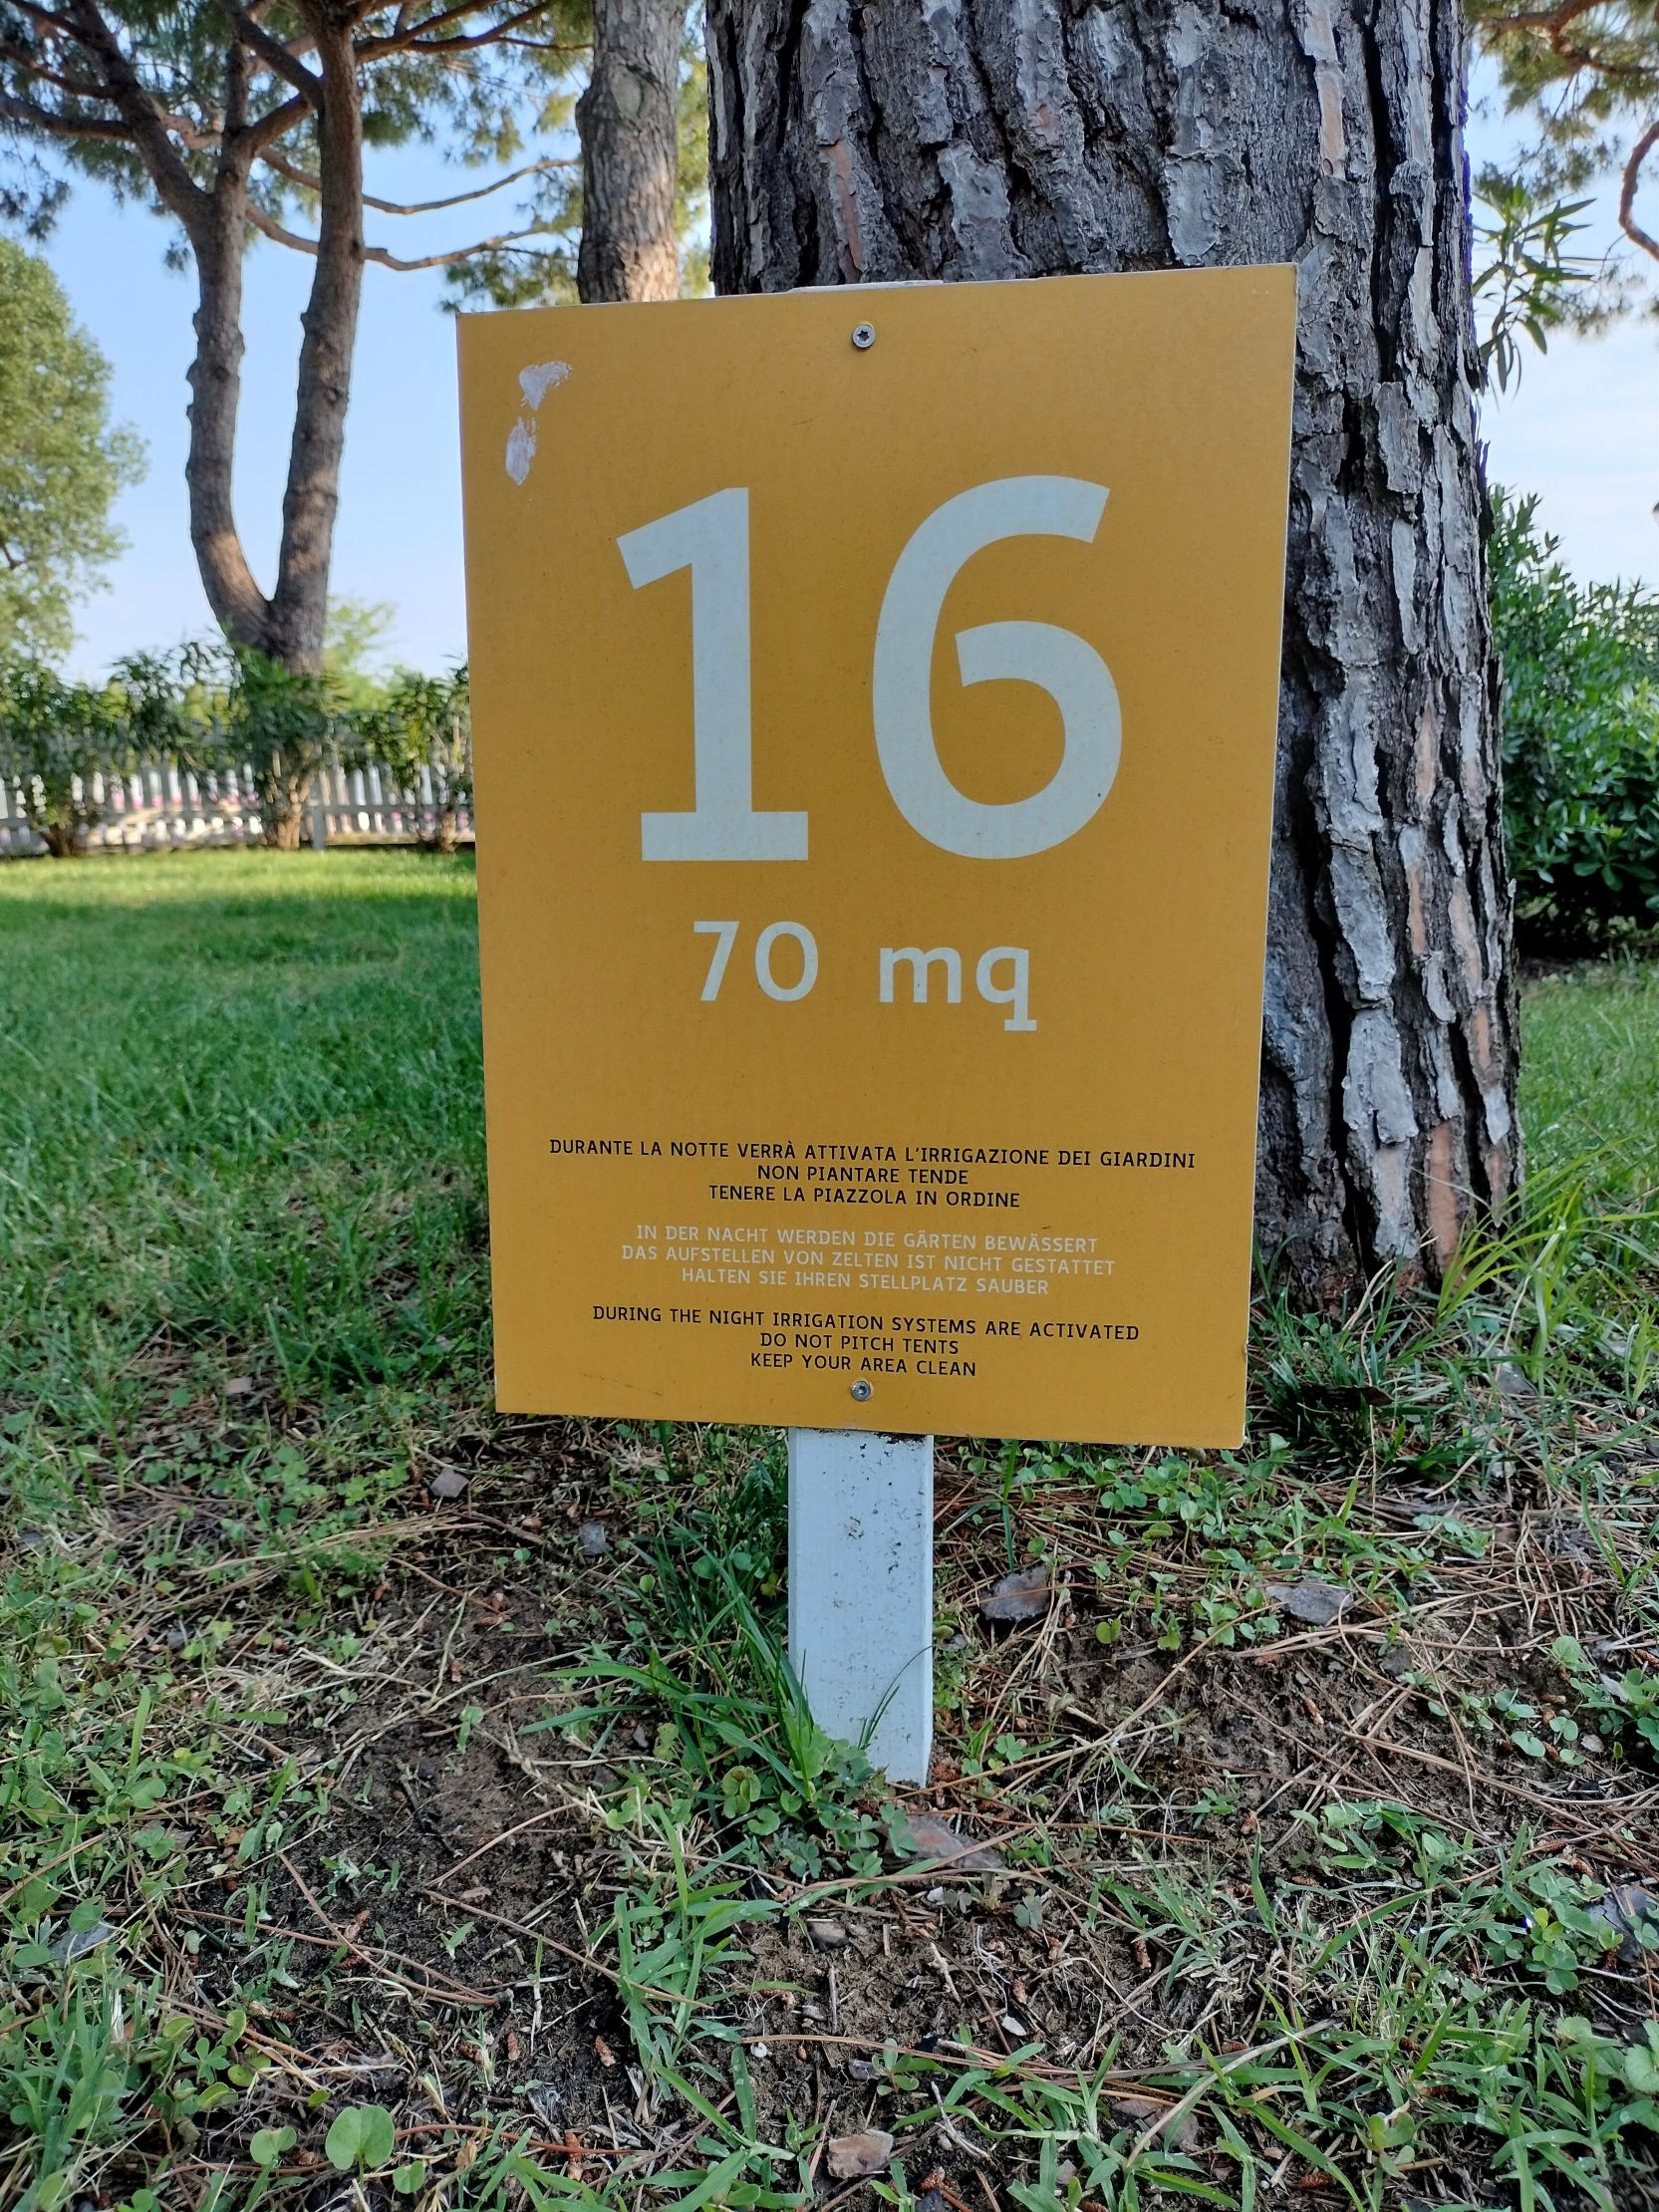 16
70 mq
DURANTE LA NOTTE VERRÀ ATTIVATA L'IRRIGAZIONE DEI GIARDINI
NON PIANTARE TENDE
TENERE LA PIAZZOLA IN ORDINE
IN DER NACHT WERDEN DIE GÄRTEN BEWÄSSERT
DAS AUFSTELLEN VON ZELTEN IST NICHT GESTATTET
HALTEN SIE IHREN STELLPLATZ SAUBER
DURING THE NIGHT IRRIGATION SYSTEMS ARE ACTIVATED
DO NOT PITCH TENTS
KEEP YOUR AREA CLEAN